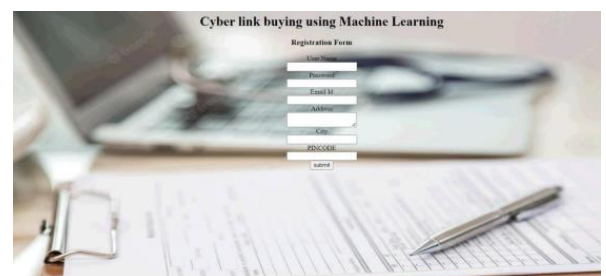 Cyber link buying using Machine Learning
Registration Form
User Name
Password
Email Id
Address
City
PINCODE
submit